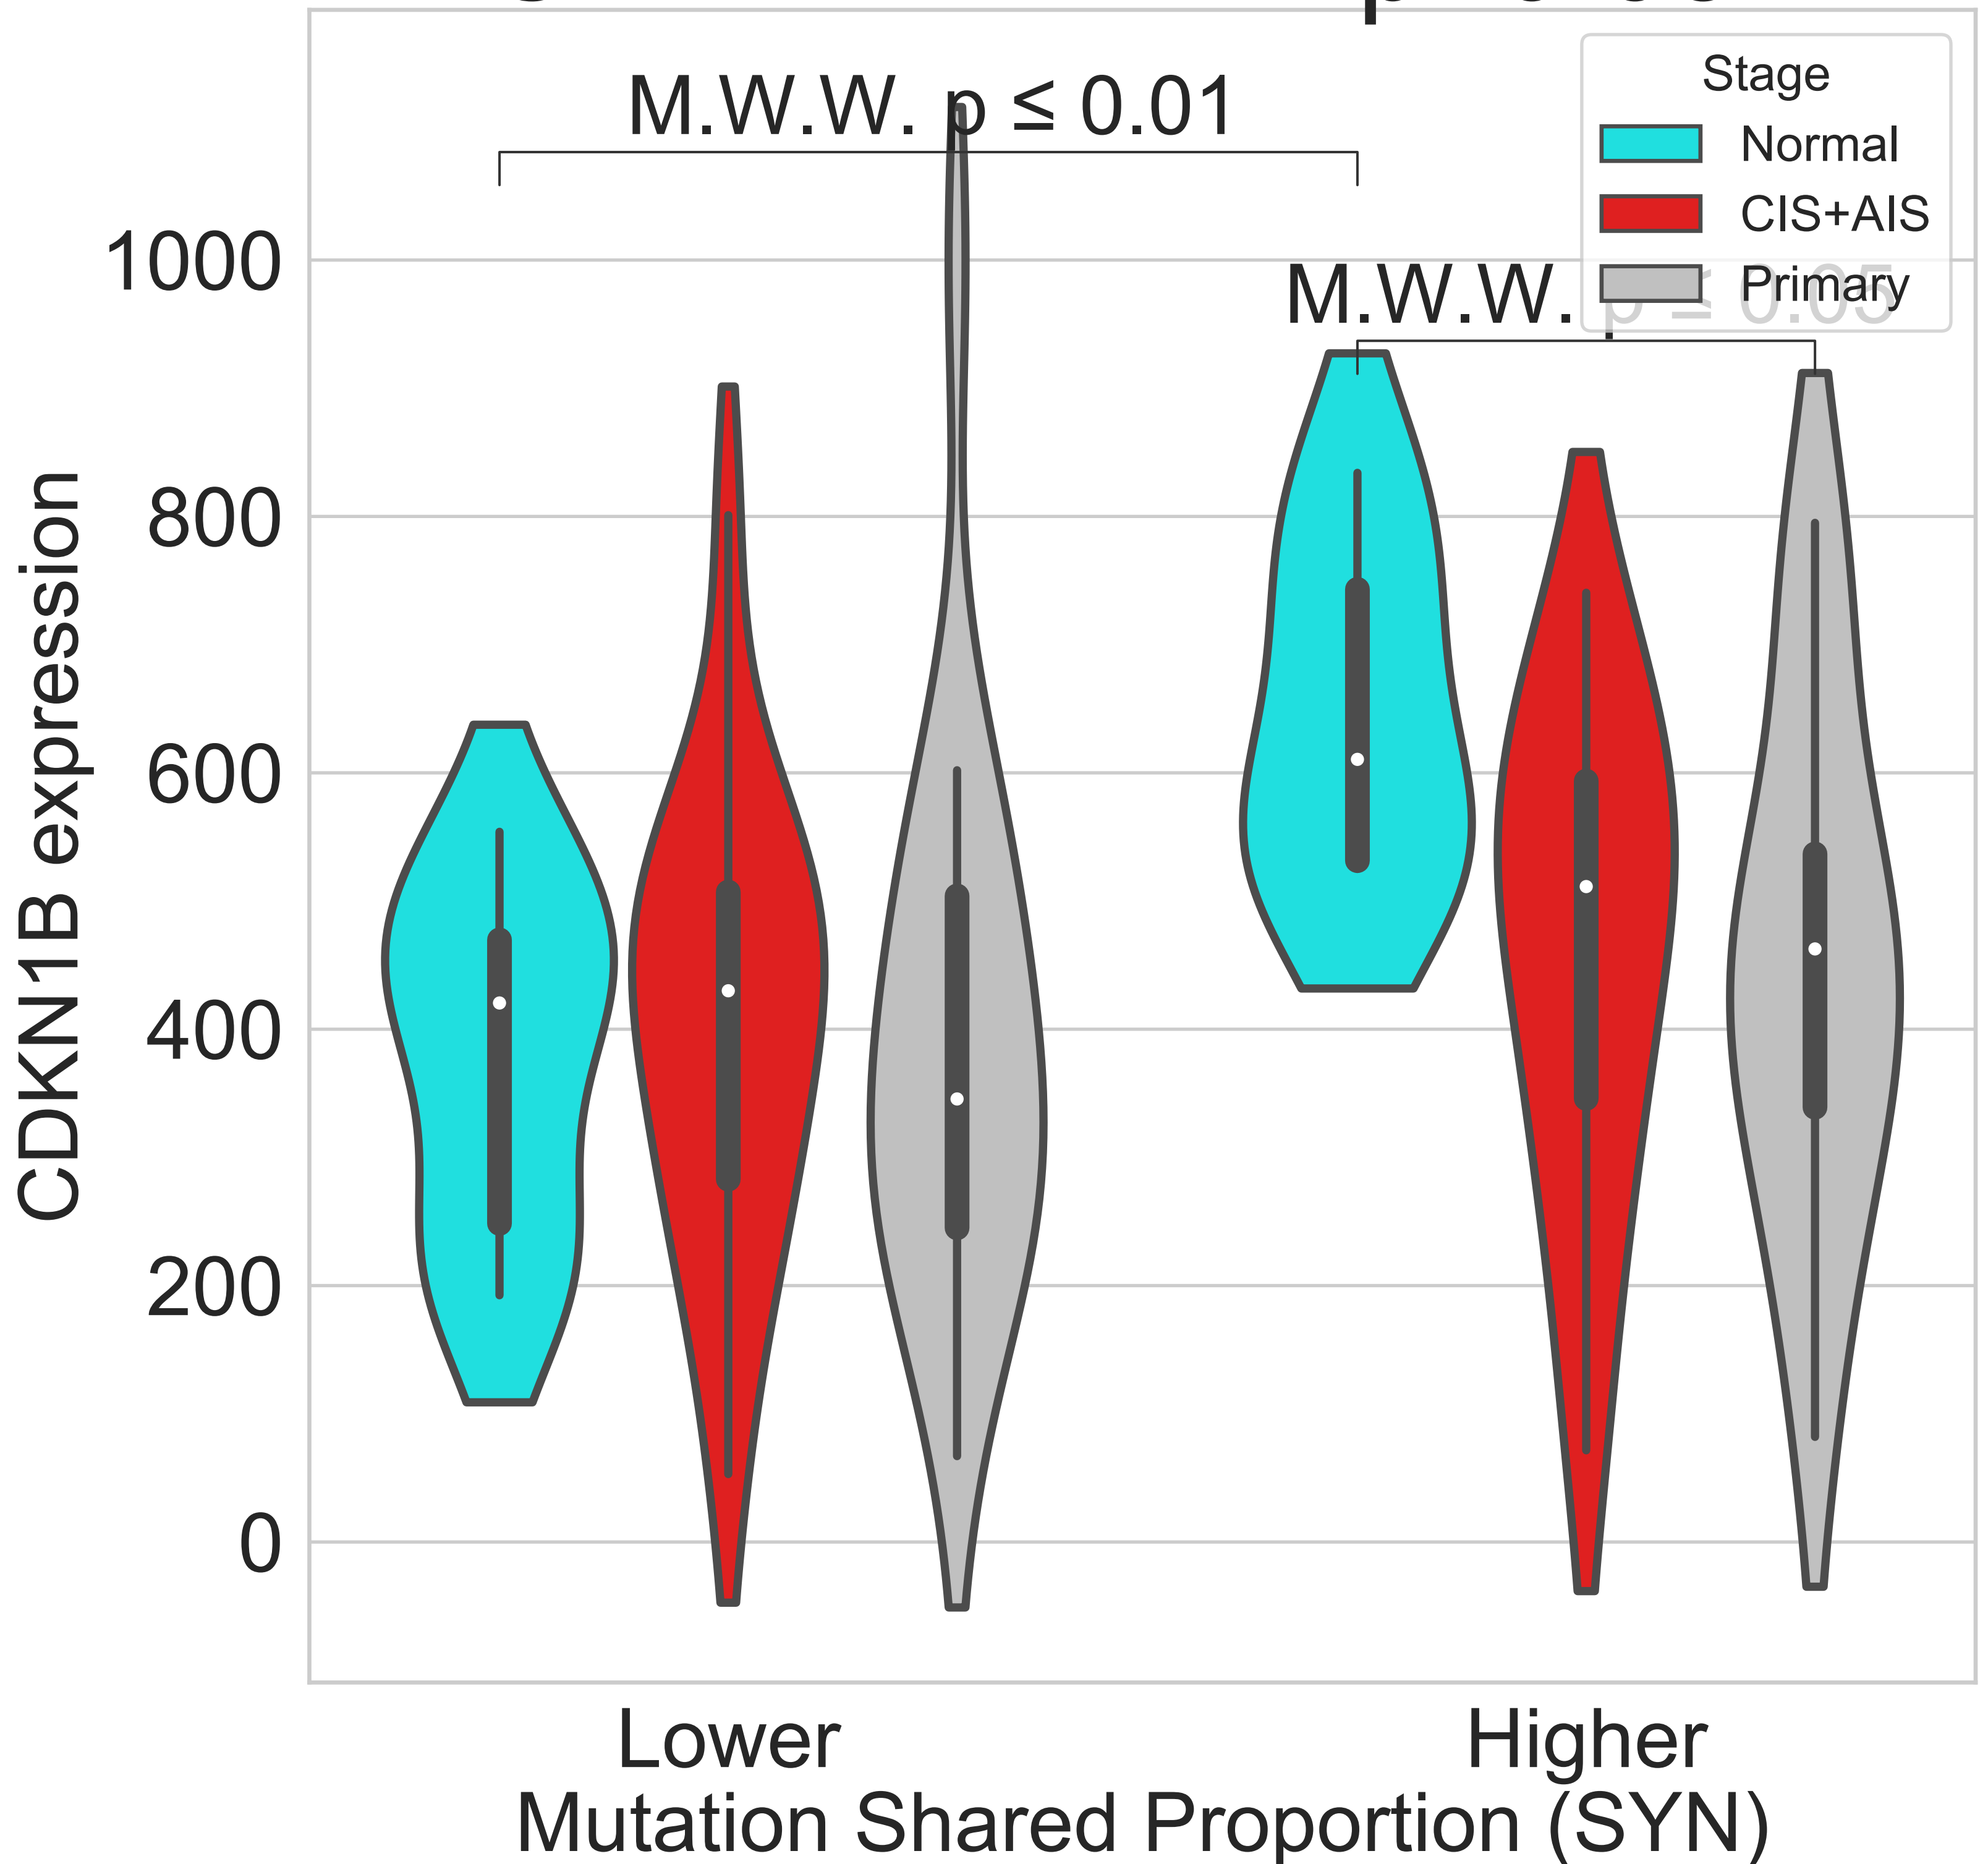 M.W.W. p ≤ 0.01
Stage
Normal
CIS+AIS
Primary
M.W.W. p ≤ 0.05
1000
800
600
400
200
0
CDKN1B expression
Lower
Higher
Mutation Shared Proportion (SYN)